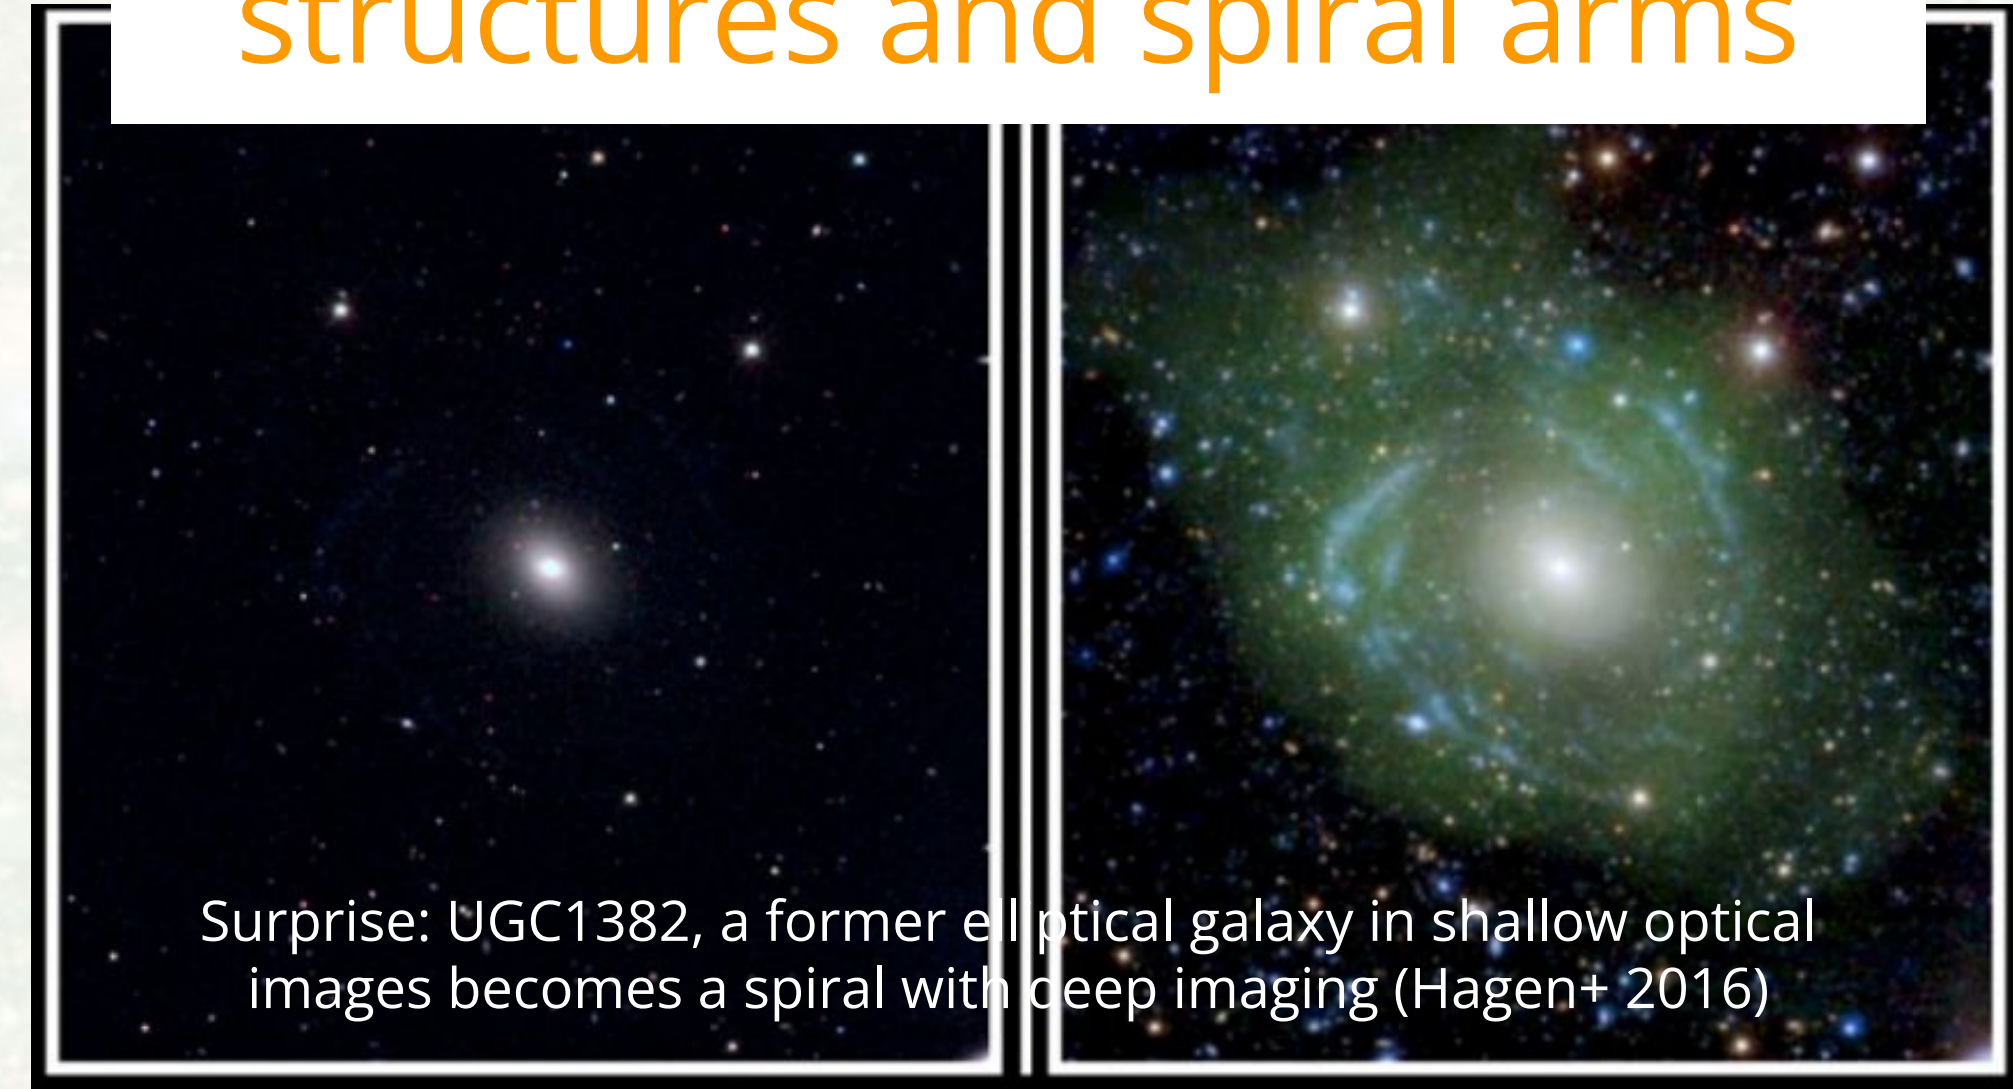 structures and spiral arms
Surprise: UGC1382, a former elliptical galaxy in shallow optical
images becomes a spiral with deep imaging (Hagen+ 2016)